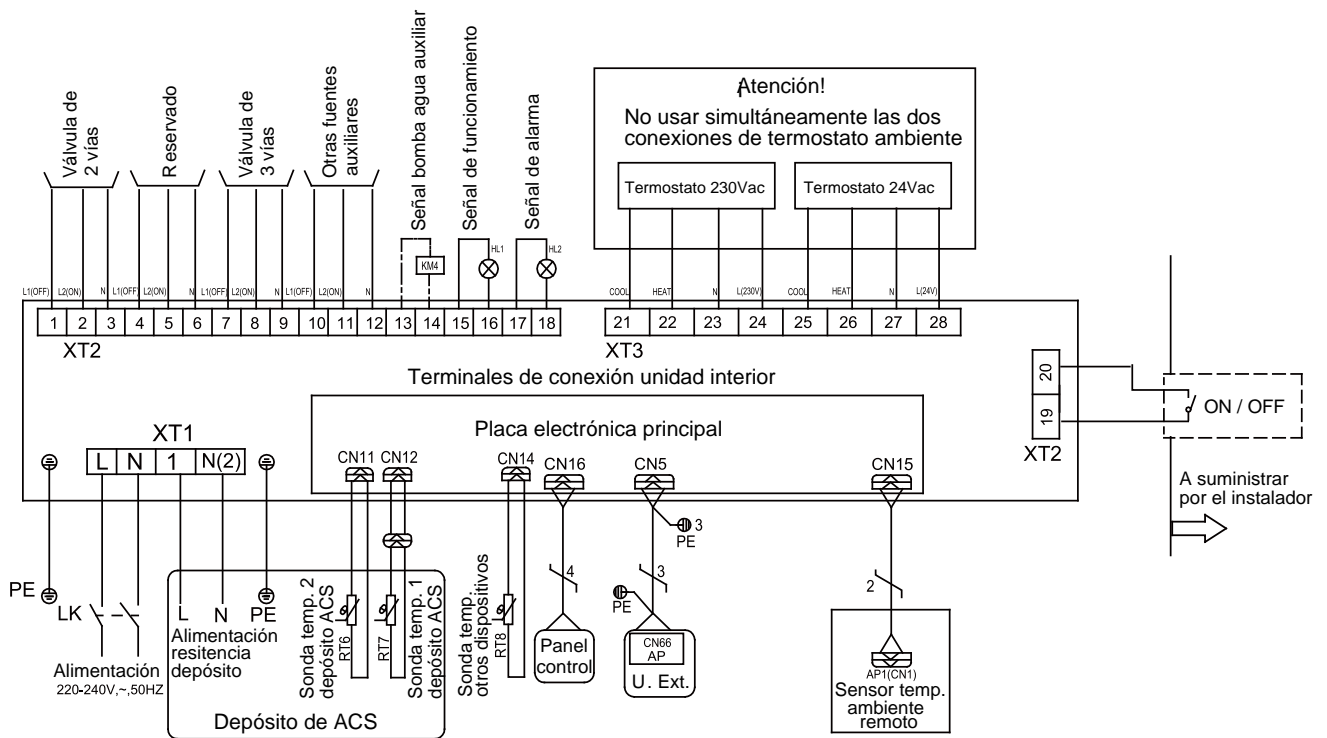 Válvula de
2 vías
Reservado
Válvula de
3 vías
Otras fuentes
auxiliares
Señal bomba agua auxiliar
Señal de funcionamiento
Señal de alarma
¡Atención!
No usar simultáneamente las dos
conexiones de termostato ambiente
Termostato 230Vac
Termostato 24Vac
KM4
HL1
HL2
L1(OFF) L2(ON) N L1(OFF) L2(ON) N L1(OFF) L2(ON) N L1(OFF) L2(ON) N
COOL HEAT N L(230V) COOL HEAT N L(24V)
1 2 3 4 5 6 7 8 9 10 11 12 13 14 15 16 17 18
21 22 23 24 25 26 27 28
XT2
XT3
20
19
XT2
ON / OFF
Terminales de conexión unidad interior
Placa electrónica principal
XT1
L N 1 N(2)
CN11 CN12 CN14 CN16 CN5 CN15
A suministrar
por el instalador
3
PE
4
3
2
PE
PE
LK
L N PE
Alimentación
resitencia
depósito
Alimentación
220-240V,~,50HZ
Sonda temp. 2
depósito ACS
RT6
RT7
Sonda temp. 1
depósito ACS
Sonda temp.
otros dispositivos
RT8
Panel
control
CN66
AP
U. Ext.
AP1(CN1)
Sensor temp.
ambiente
remoto
Depósito de ACS